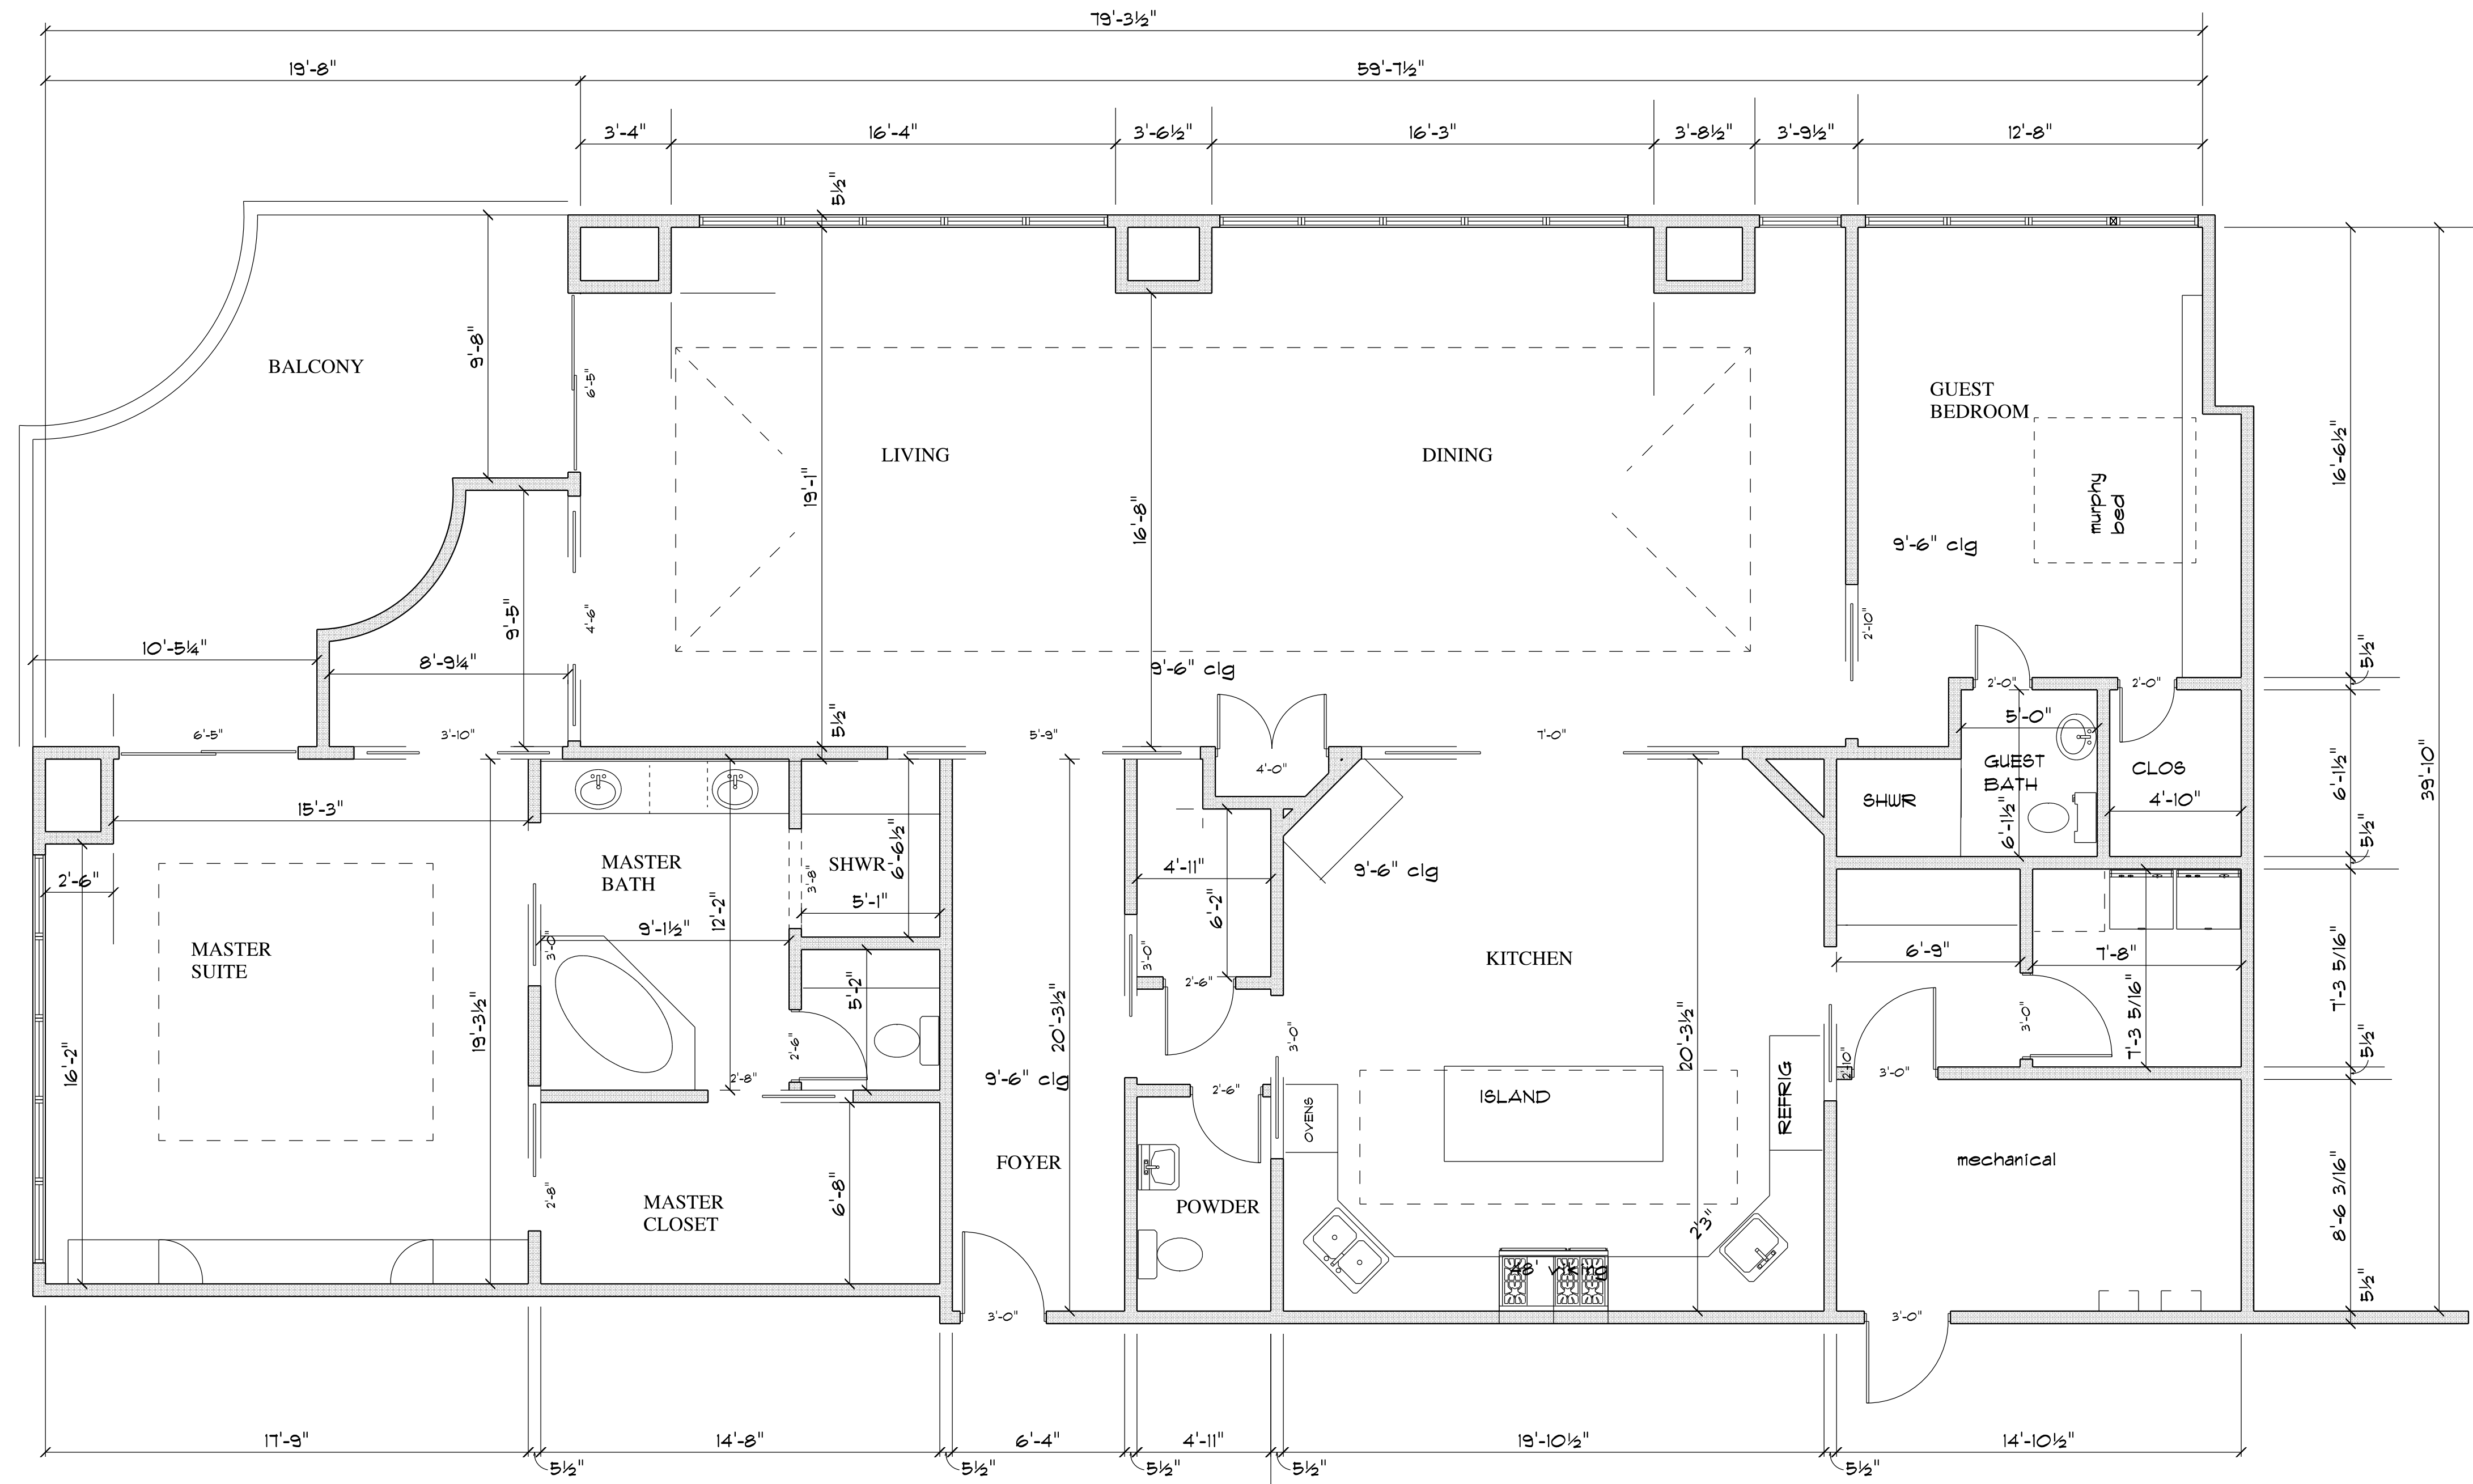 79'-3½"
19'-8"
59'-7½"
3'-4"
16'-4"
3'-6½"
16'-3"
3'-8½"
3'-9½"
12'-8"
5½"
9'-8"
BALCONY
6'-5"
LIVING
DINING
19'-1"
16'-8"
GUEST
BEDROOM
murphy
bed
9'-6" clg
16'-6½"
39'-10"
9'-5"
4'-6"
2'-10"
10'-5¼"
8'-9¼"
9'-6" clg
5½"
2'-0"
2'-0"
5½"
5'-0"
6'-5"
3'-10"
5'-9"
4'-0"
7'-0"
GUEST
BATH
CLOS
SHWR
4'-10"
6'-1½"
6'-1½"
5½"
15'-3"
2'-6"
MASTER
BATH
SHWR
3'-8"
6'-6½"
5'-1"
4'-11"
6'-2"
9'-6" clg
12'-2"
9'-1½"
3'-0"
MASTER
SUITE
KITCHEN
3'-0"
2'-6"
6'-9"
7'-8"
7'-3 5/16"
7'-3 5/16"
5'-2"
19'-3½"
20'-3½"
20'-3½"
16'-2"
2'-6"
2'-8"
3'-0"
3'-0"
2'-10"
3'-0"
5½"
9'-6" clg
2'-6"
ISLAND
OVENS
REFRIG
mechanical
FOYER
MASTER
CLOSET
6'-8"
2'-8"
POWDER
2'3"
48' viking
8'-6 3/16"
5½"
3'-0"
3'-0"
17'-9"
14'-8"
6'-4"
4'-11"
19'-10½"
14'-10½"
5½"
5½"
5½"
5½"
5½"